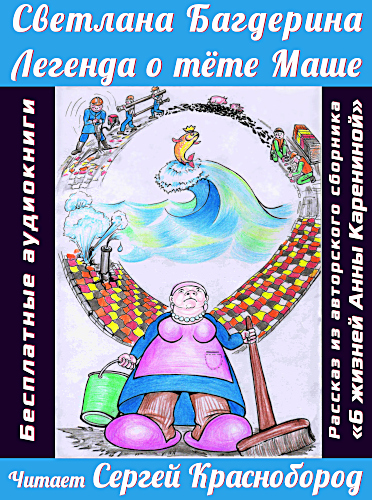 Светлана Багдерина
Легенда о тёте Маше
Бесплатные аудиокниги
Рассказ из авторского сборника
«6 жизней Анны Карениной»
Читает Сергей Краснобород